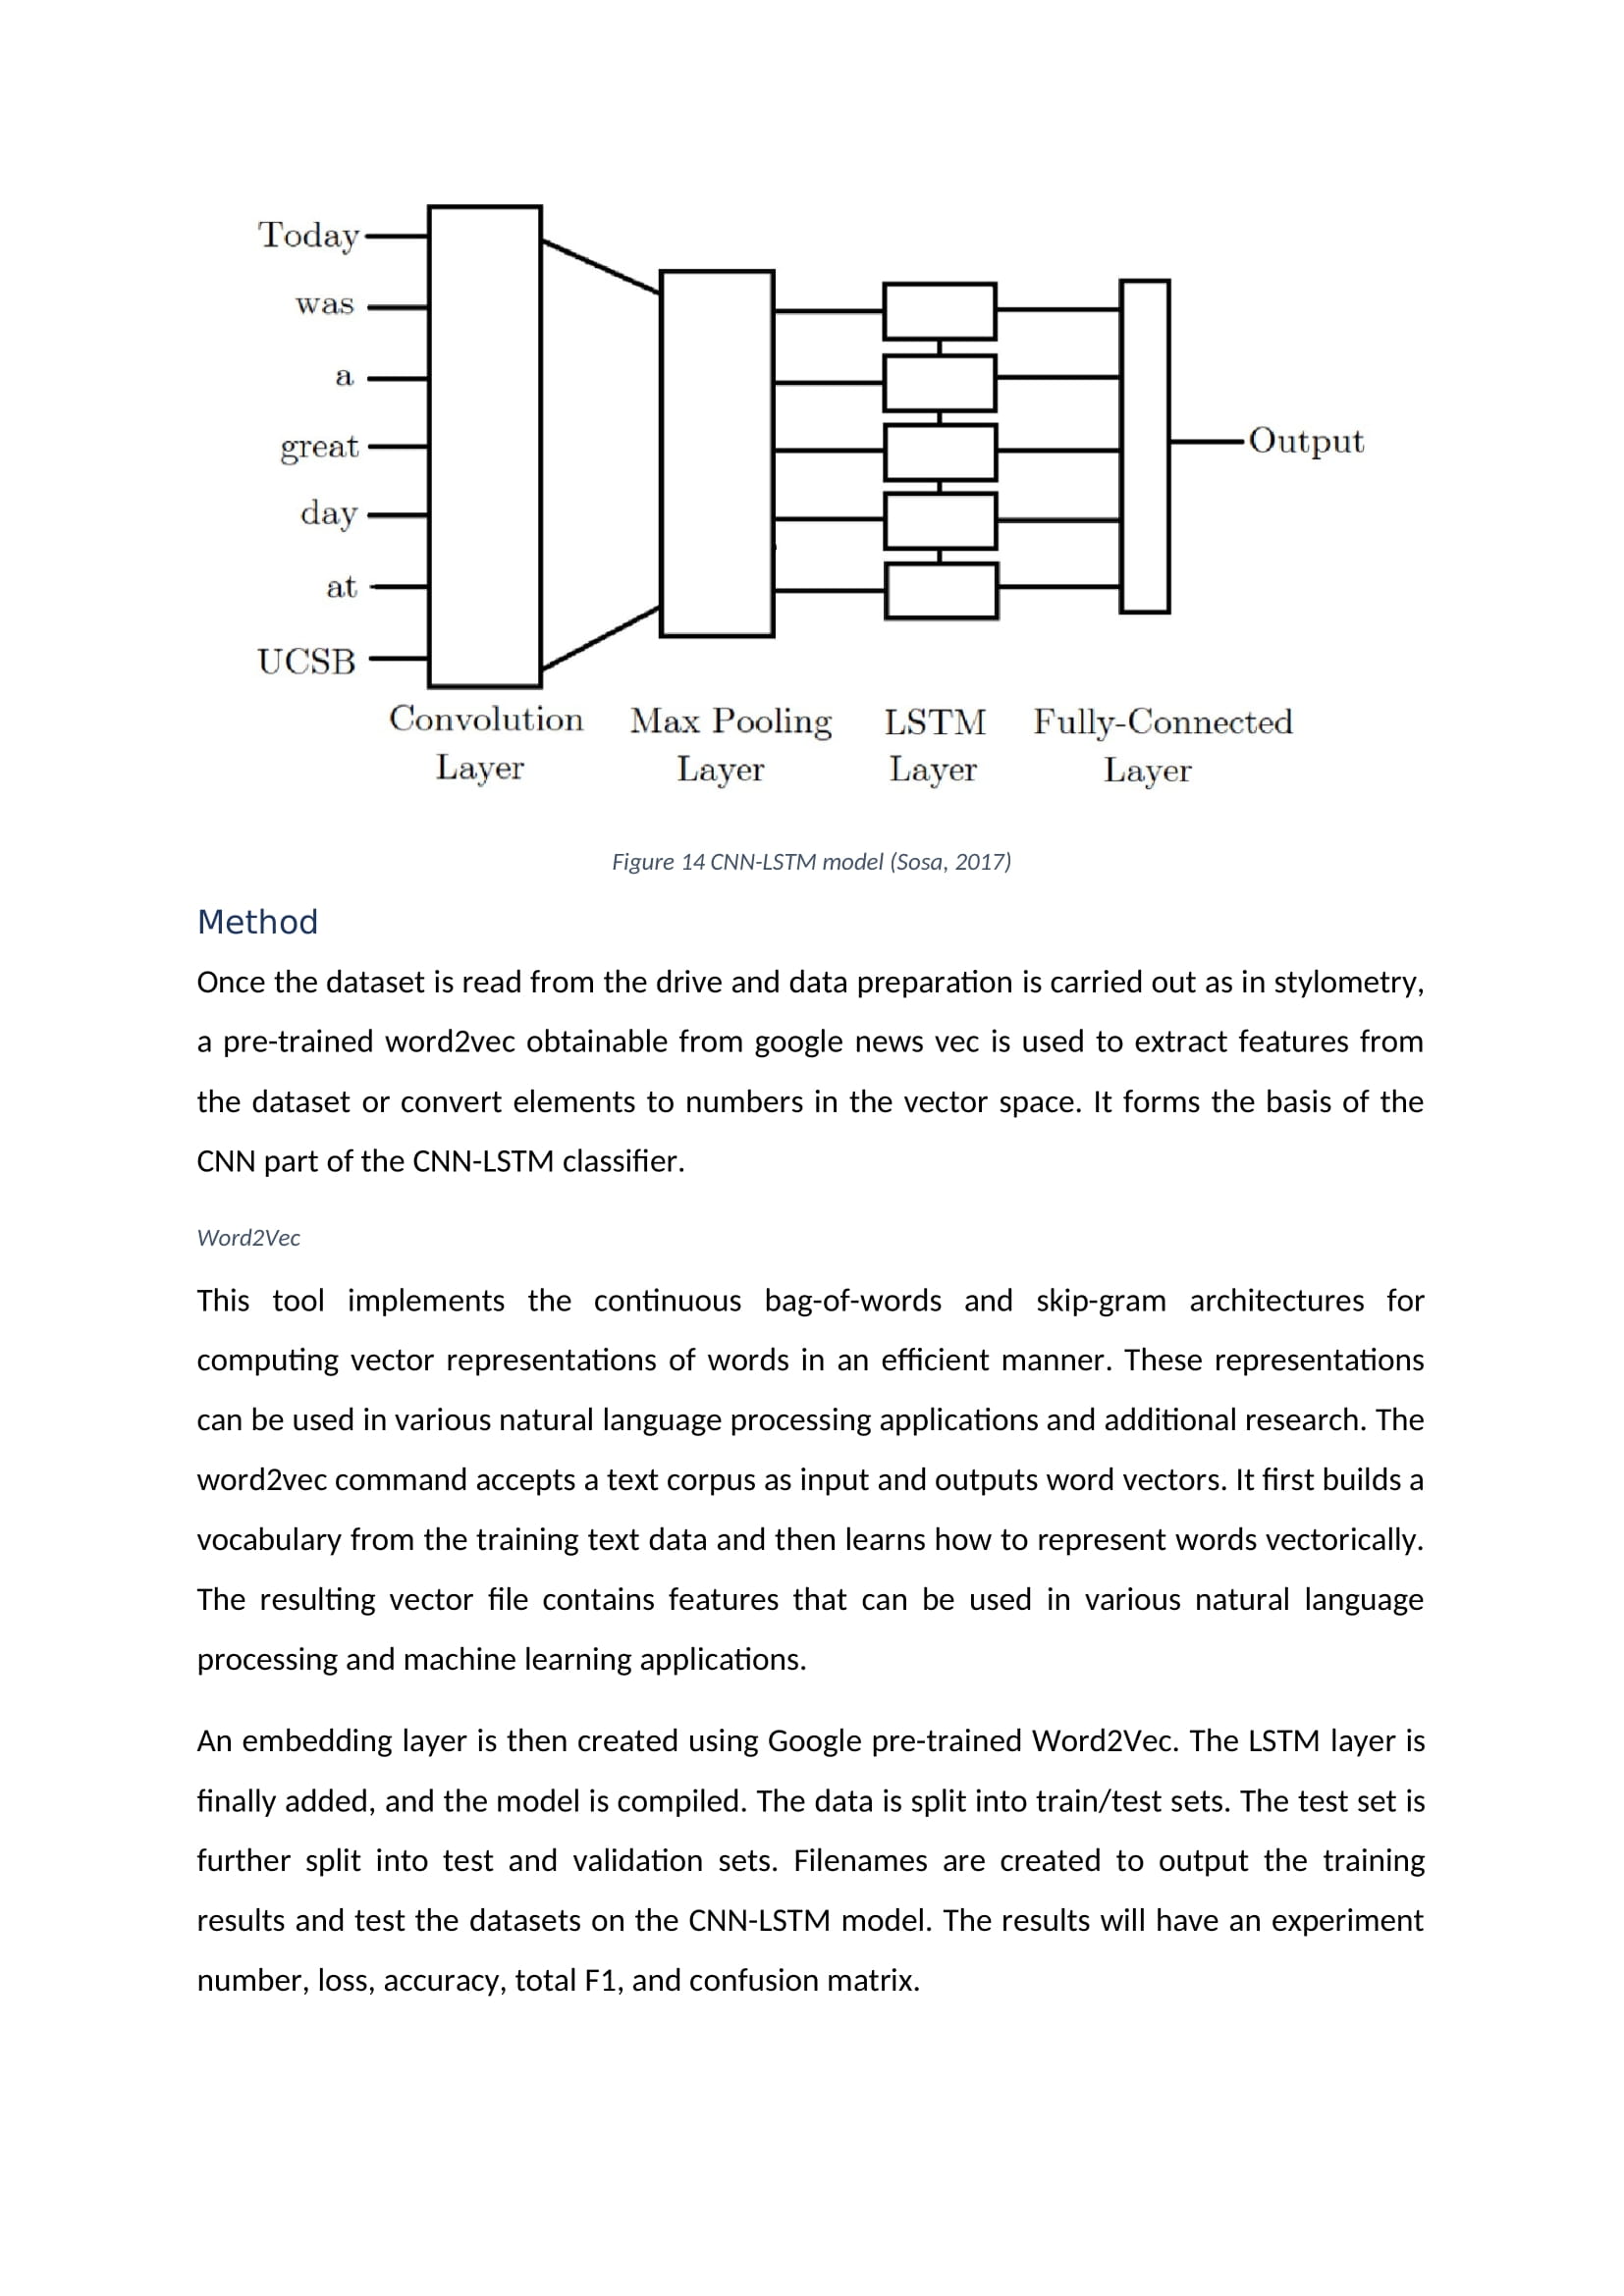 Today
was
a
great
day
at
UCSB
Output
Convolution Layer
Max Pooling Layer
LSTM Layer
Fully-Connected Layer
Figure 14 CNN-LSTM model (Sosa, 2017)
Method
Once the dataset is read from the drive and data preparation is carried out as in stylometry,
a pre-trained word2vec obtainable from google news vec is used to extract features from
the dataset or convert elements to numbers in the vector space. It forms the basis of the
CNN part of the CNN-LSTM classifier.
Word2Vec
This tool implements the continuous bag-of-words and skip-gram architectures for
computing vector representations of words in an efficient manner. These representations
can be used in various natural language processing applications and additional research. The
word2vec command accepts a text corpus as input and outputs word vectors. It first builds a
vocabulary from the training text data and then learns how to represent words vectorically.
The resulting vector file contains features that can be used in various natural language
processing and machine learning applications.
An embedding layer is then created using Google pre-trained Word2Vec. The LSTM layer is
finally added, and the model is compiled. The data is split into train/test sets. The test set is
further split into test and validation sets. Filenames are created to output the training
results and test the datasets on the CNN-LSTM model. The results will have an experiment
number, loss, accuracy, total F1, and confusion matrix.